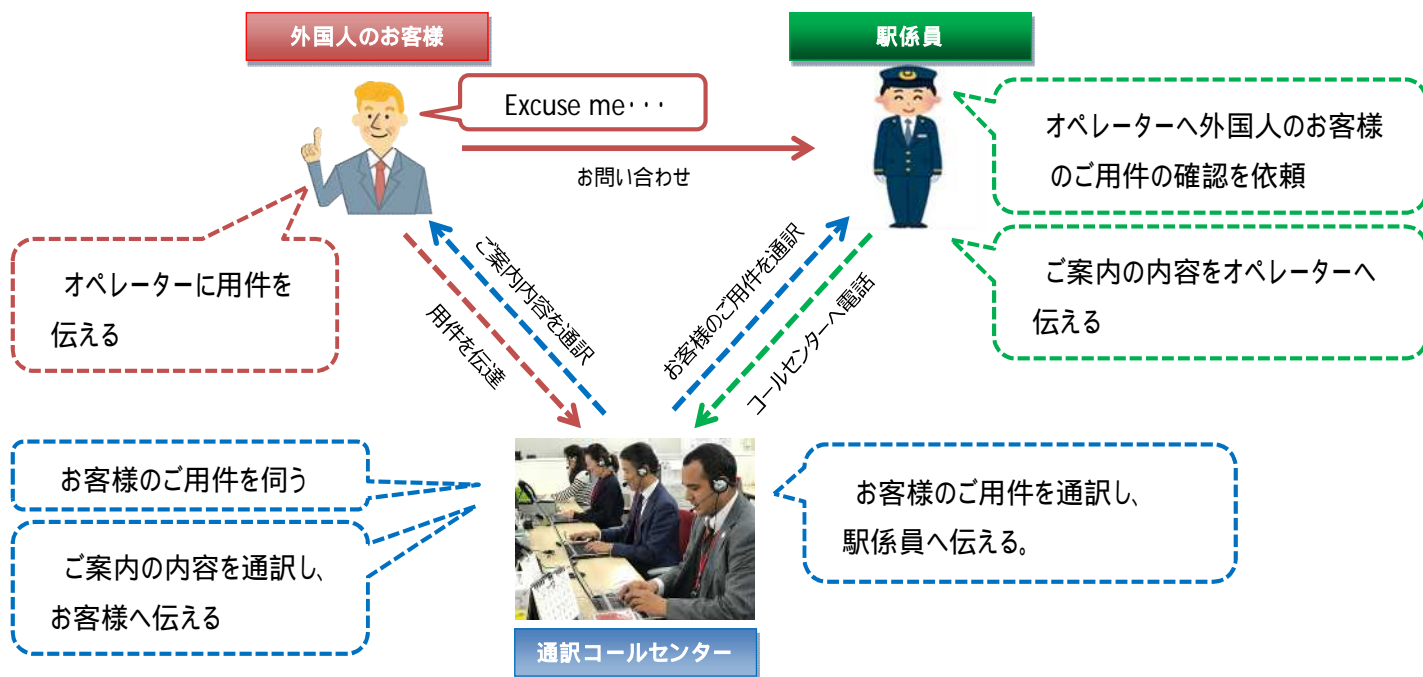 外国人のお客様
駅係員
Excuse me・・・
お問い合わせ
オペレーターへ外国人のお客様
のご用件の確認を依頼
オペレーターに用件を
伝える
ご案内の内容をオペレーターへ
伝える
ご案内内容を通訳
用件を伝達
お客様のご用件を通訳
コールセンターへ電話
お客様のご用件を伺う
ご案内の内容を通訳し、
お客様へ伝える
お客様のご用件を通訳し、
駅係員へ伝える。
通訳コールセンター